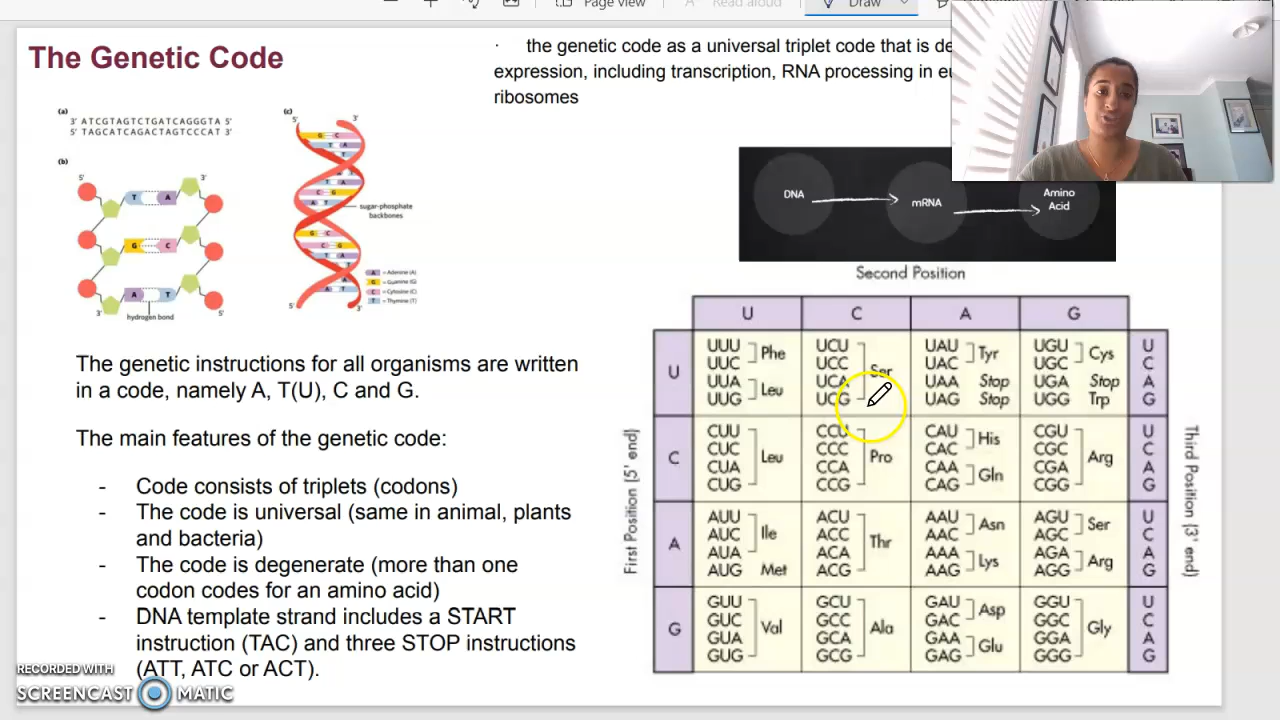 Page view
Read aloud
Draw
The Genetic Code
· the genetic code as a universal triplet code that is de
expression, including transcription, RNA processing in eu
ribosomes
(a)
3' ATCGTAGTCTGATCAGGGTA 5'
5' TAGCATCAGACTAGTCCCAT 3'
(b)
5' 3'
T A
G C
A T
3' 5'
hydrogen bond
(c)
5' 3'
G C
T A
T
A
T A
C G
A T
sugar-phosphate
backbones
G C
C G
T A
T
A
T A
5' 3'
A = Adenine (A)
G = Guanine (G)
C = Cytosine (C)
T = Thymine (T)
DNA
mRNA
Amino
Acid
The genetic instructions for all organisms are written
in a code, namely A, T(U), C and G.
The main features of the genetic code:
- Code consists of triplets (codons)
- The code is universal (same in animal, plants
and bacteria)
- The code is degenerate (more than one
codon codes for an amino acid)
- DNA template strand includes a START
instruction (TAC) and three STOP instructions
(ATT, ATC or ACT).
Second Position
U C A G
First Position (5' end)
Third Position (3' end)
U
UUU UCU UAU UGU U
UUC Phe UCC UAC Tyr UGC Cys C
UUA UCA Ser UAA Stop UGA Stop A
UUG Leu UCG UAG Stop UGG Trp G
C
CUU CCU CAU CGU U
CUC CCC CAC His CGC C
CUA Leu CCA Pro CAA CGA Arg A
CUG CCG CAG Gln CGG G
A
AUU ACU AAU AGU U
AUC Ile ACC AAC Asn AGC Ser C
AUA ACA Thr AAA AGA A
AUG Met ACG AAG Lys AGG Arg G
G
GUU GCU GAU GGU U
GUC GCC GAC Asp GGC C
GUA Val GCA Ala GAA GGA Gly A
GUG GCG GAG Glu GGG G
RECORDED WITH
SCREENCAST MATIC